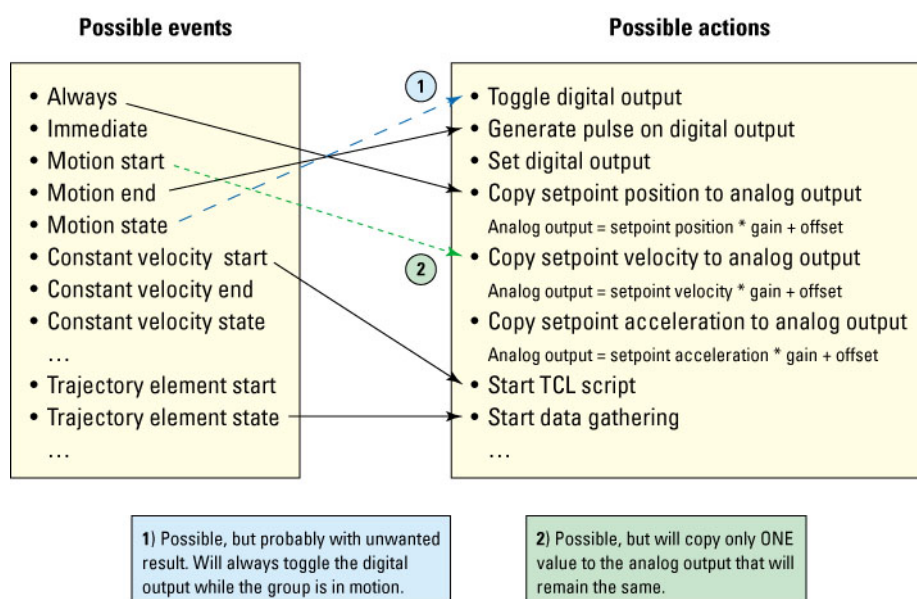 Possible events
• Always
• Immediate
• Motion start
• Motion end
• Motion state
• Constant velocity start
• Constant velocity end
• Constant velocity state
…
• Trajectory element start
• Trajectory element state
…
1
2
Possible actions
• Toggle digital output
• Generate pulse on digital output
• Set digital output
• Copy setpoint position to analog output
Analog output = setpoint position * gain + offset
• Copy setpoint velocity to analog output
Analog output = setpoint velocity * gain + offset
• Copy setpoint acceleration to analog output
Analog output = setpoint acceleration * gain + offset
• Start TCL script
• Start data gathering
…
1) Possible, but probably with unwanted
result. Will always toggle the digital
output while the group is in motion.
2) Possible, but will copy only ONE
value to the analog output that will
remain the same.